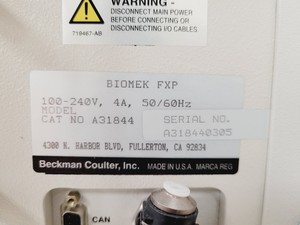 WARNING -
DISCONNECT MAIN POWER
BEFORE CONNECTING OR
DISCONNECTING I/O CABLES.
718467-AB
BIOMEK FXP
100-240V, 4A, 50/60Hz
MODEL
CAT NO A31844
SERIAL NO.
A318440305
4300 N. HARBOR BLVD, FULLERTON, CA 92834
Beckman Coulter, Inc.
MADE IN U.S.A. MARCA REG.
CAN